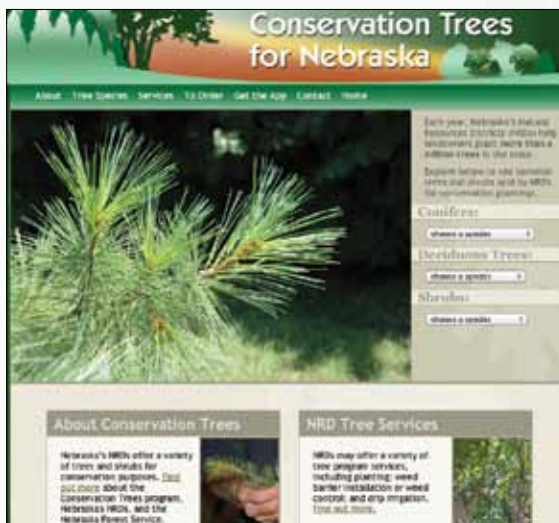 Conservation Trees
for Nebraska
About Tree Species Services To Order Get the App Contact Home
Each year, Nebraska's Natural
Resources Districts (NRDs) help
landowners plant more than a
million trees in the state.
Explore below to see common
trees and shrubs sold by NRDs
for conservation plantings.
Conifers:
choose a species
Deciduous Trees:
choose a species
Shrubs:
choose a species
About Conservation Trees
Nebraska's NRDs offer a variety
of trees and shrubs for
conservation purposes. Find
out more about the
Conservation Trees program,
Nebraska's NRDs, and the
Nebraska Forest Service.
NRD Tree Services
NRDs may offer a variety of
tree program services,
including planting; weed
barrier installation or weed
control; and drip irrigation.
Find out more.